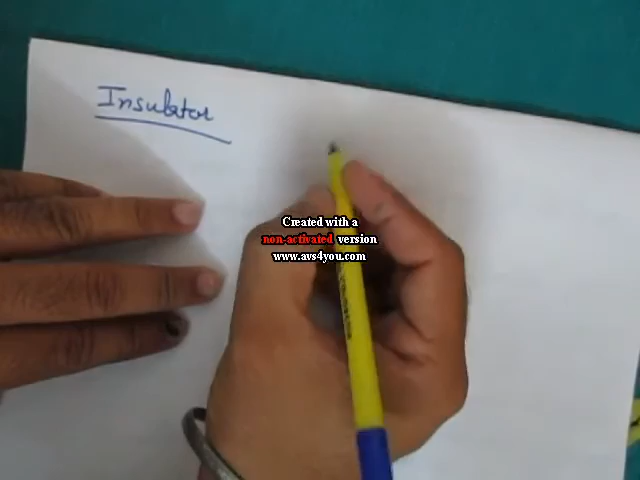 Insulator
Created with a
non-activated version
www.avs4you.com